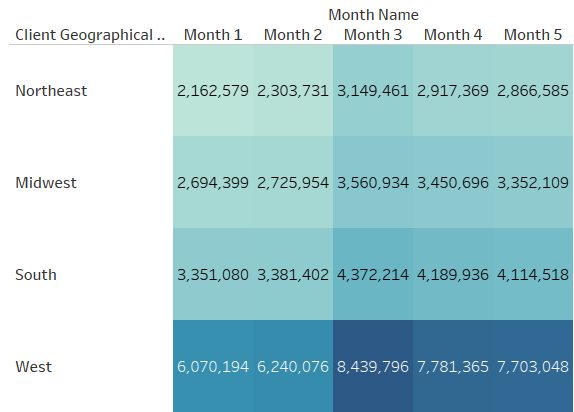 Month Name
Client Geographical .. Month 1 Month 2 Month 3 Month 4 Month 5
Northeast 2,162,579 2,303,731 3,149,461 2,917,369 2,866,585
Midwest 2,694,399 2,725,954 3,560,934 3,450,696 3,352,109
South 3,351,080 3,381,402 4,372,214 4,189,936 4,114,518
West 6,070,194 6,240,076 8,439,796 7,781,365 7,703,048